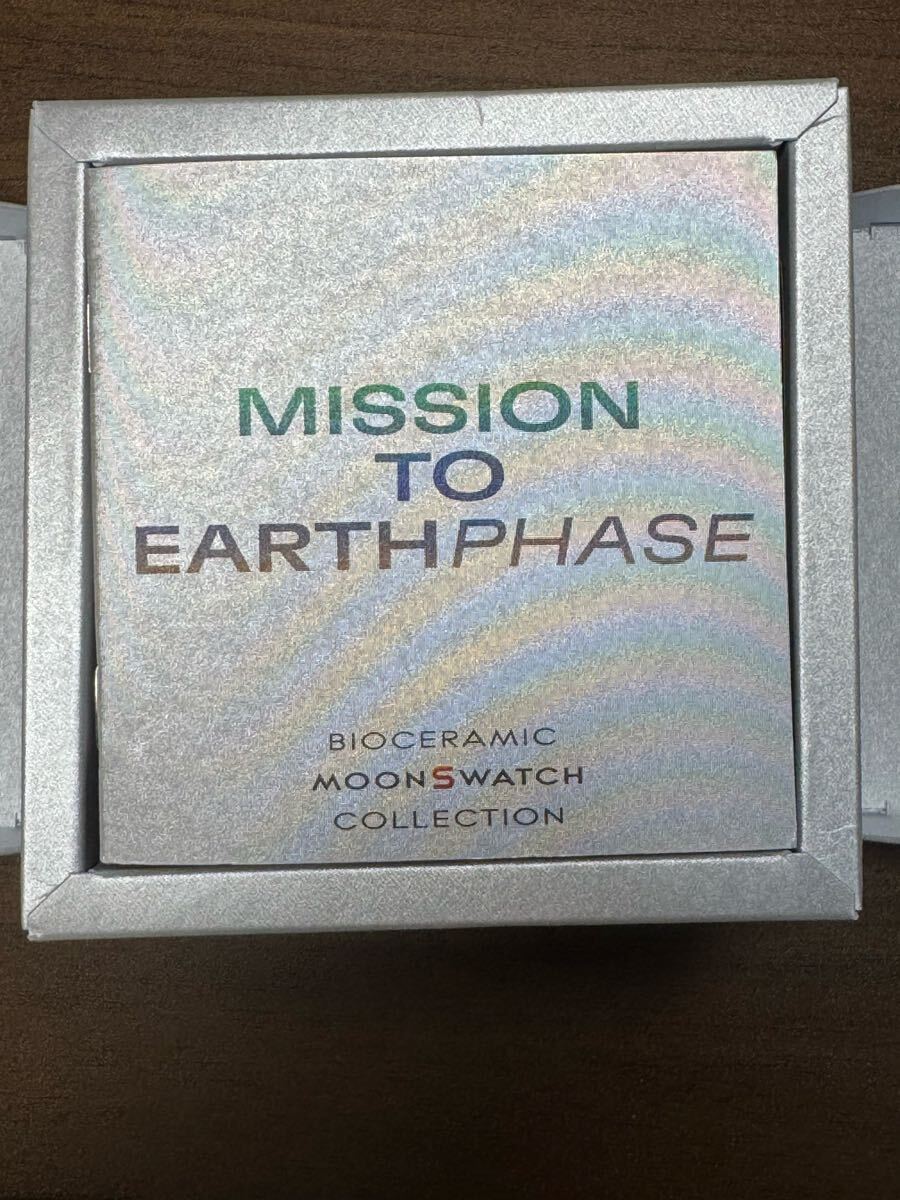 MISSION
TO
EARTHPHASE
BIOCERAMIC
MOONSWATCH
COLLECTION